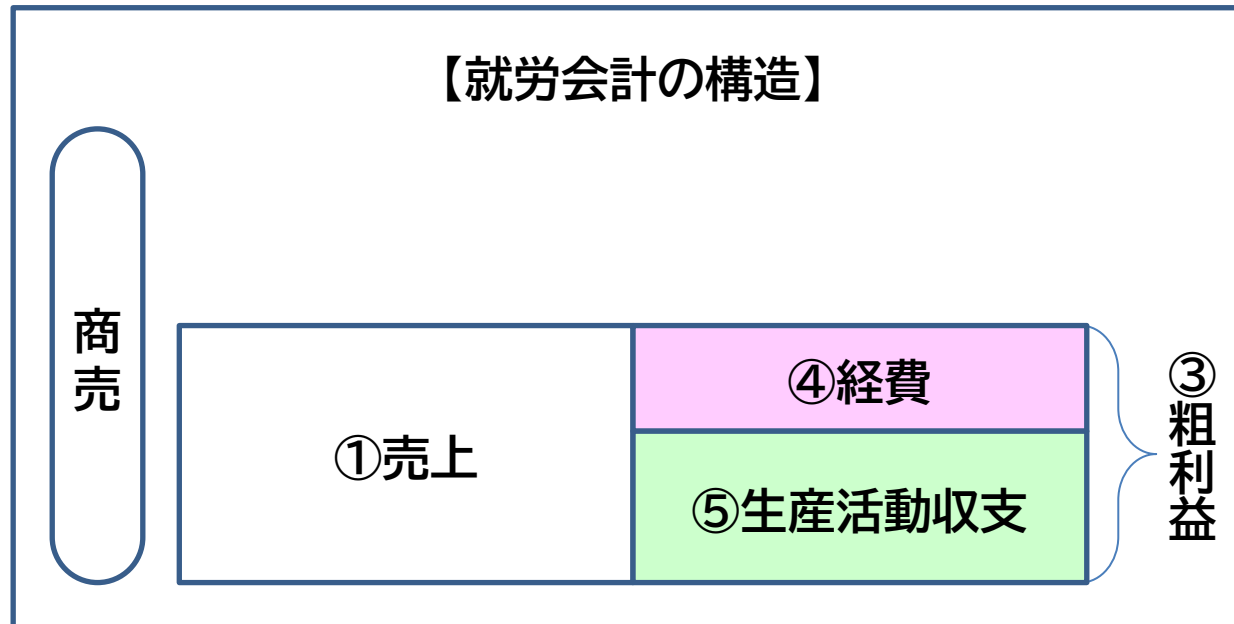 【就労会計の構造】
商売
①売上
④経費
⑤生産活動収支
③粗利益